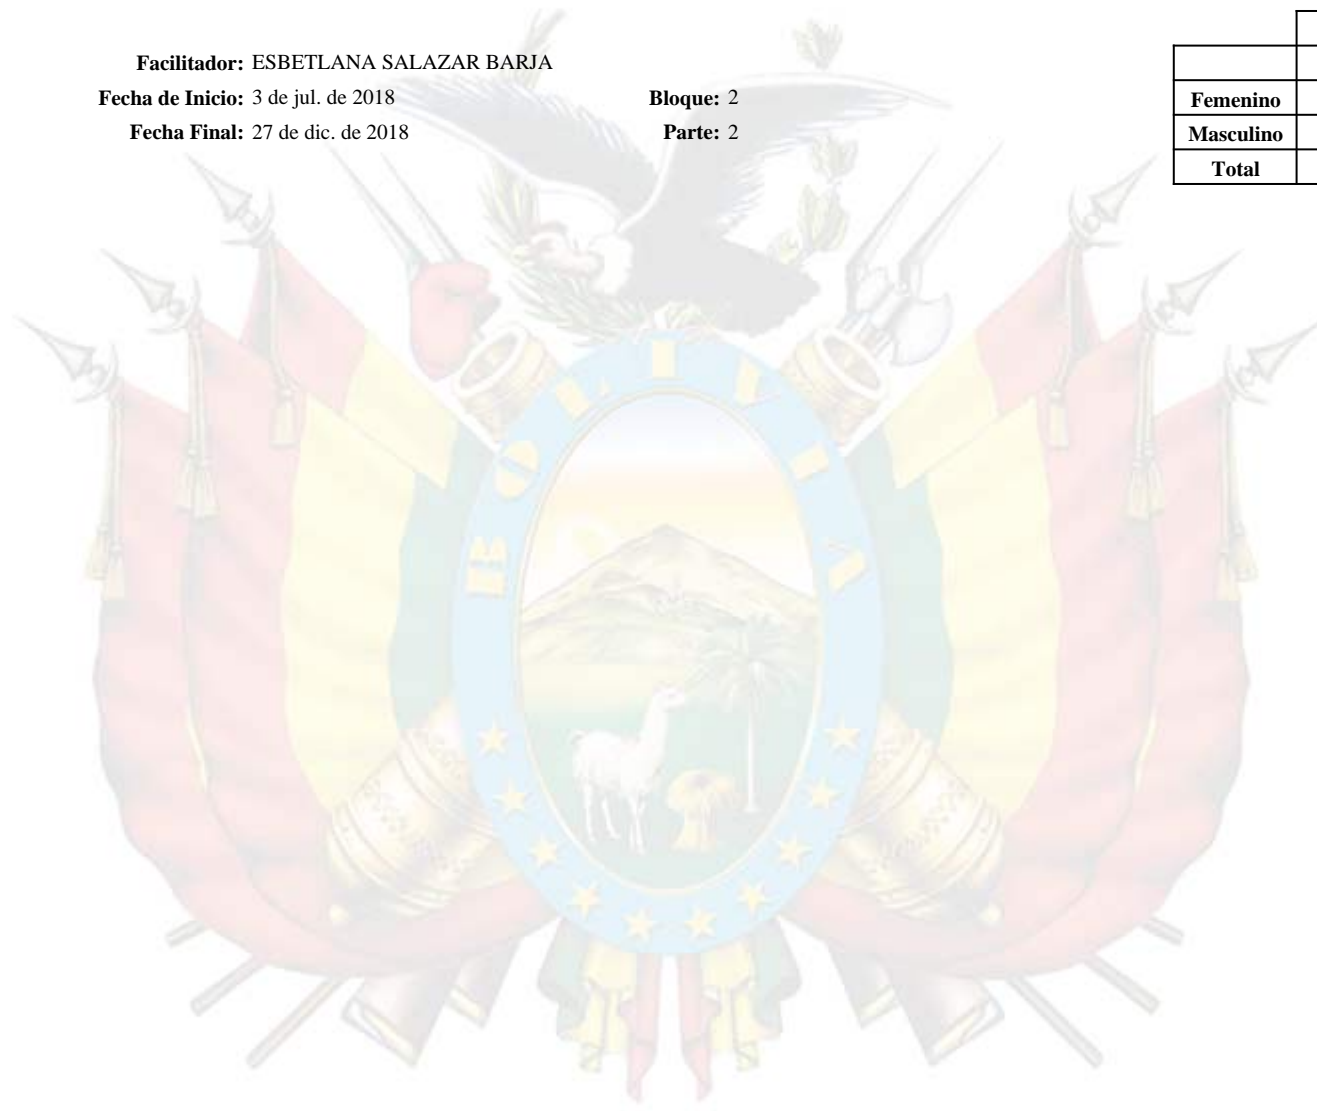 Facilitador: ESBETLANA SALAZAR BARJA
Fecha de Inicio: 3 de jul. de 2018 Bloque: 2
Fecha Final: 27 de dic. de 2018 Parte: 2
Femenino
Masculino
Total
BOLIVIA